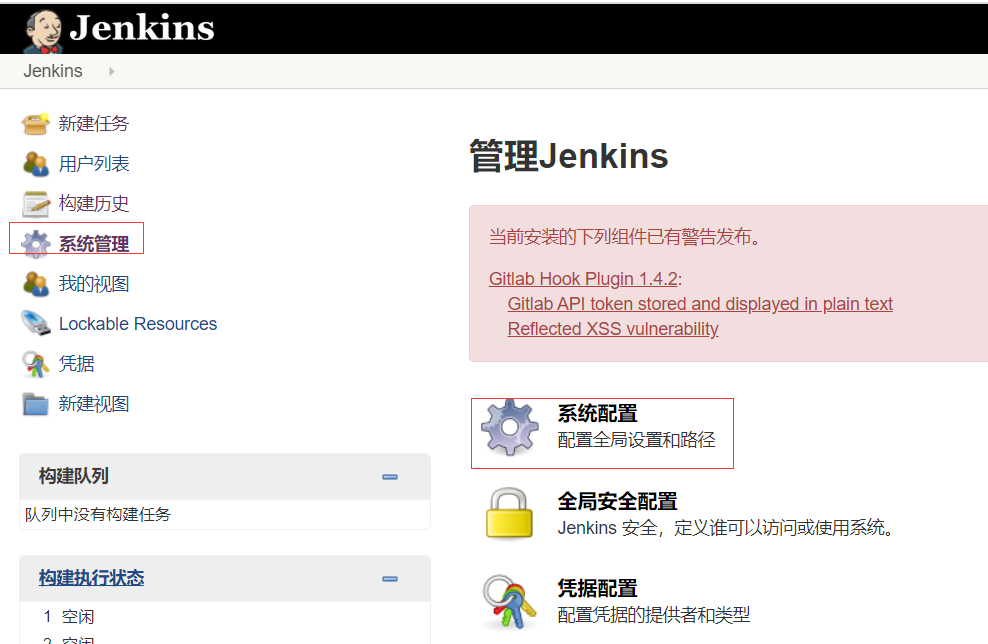 Jenkins
Jenkins
新建任务
用户列表
构建历史
系统管理
我的视图
Lockable Resources
凭据
新建视图
构建队列
队列中没有构建任务
构建执行状态
1 空闲
2 空闲
管理Jenkins
当前安装的下列组件已有警告发布。
Gitlab Hook Plugin 1.4.2:
Gitlab API token stored and displayed in plain text
Reflected XSS vulnerability
系统配置
配置全局设置和路径
全局安全配置
Jenkins 安全，定义谁可以访问或使用系统。
凭据配置
配置凭据的提供者和类型